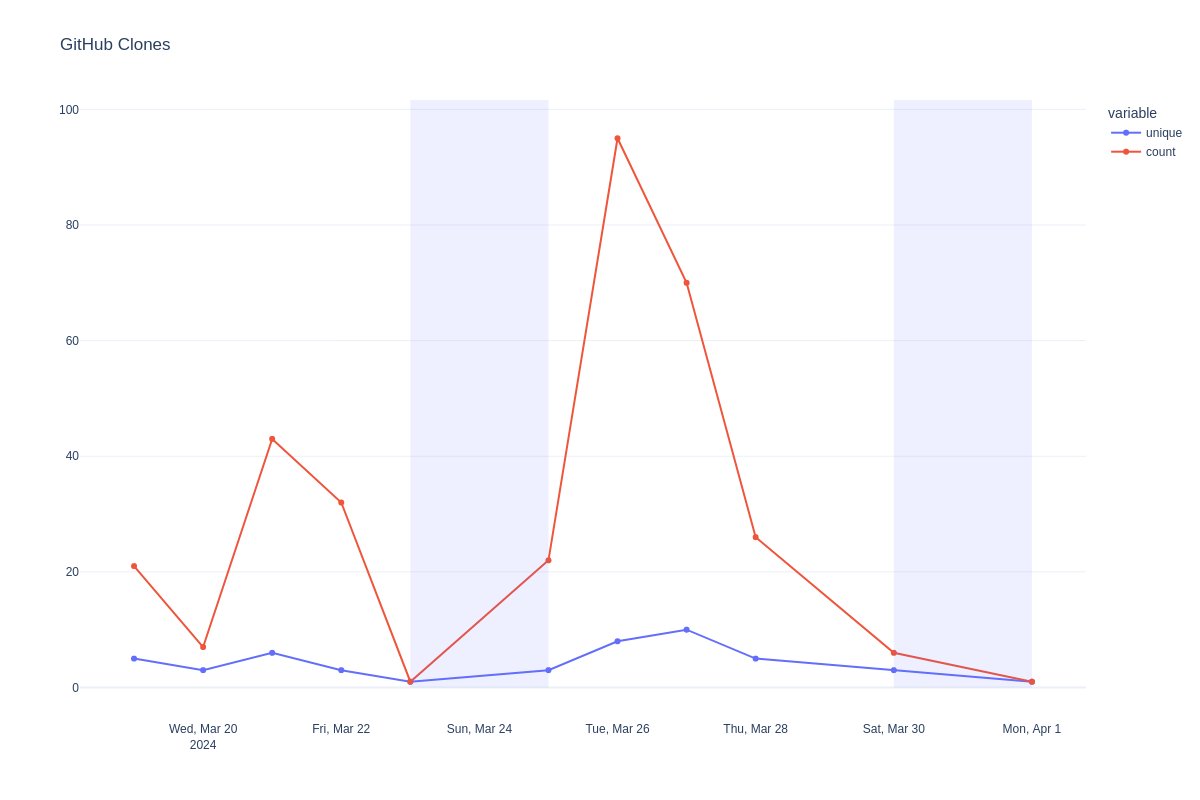 GitHub Clones
100
80
60
40
20
0
Wed, Mar 20
2024
Fri, Mar 22
Sun, Mar 24
Tue, Mar 26
Thu, Mar 28
Sat, Mar 30
Mon, Apr 1
variable
unique
count